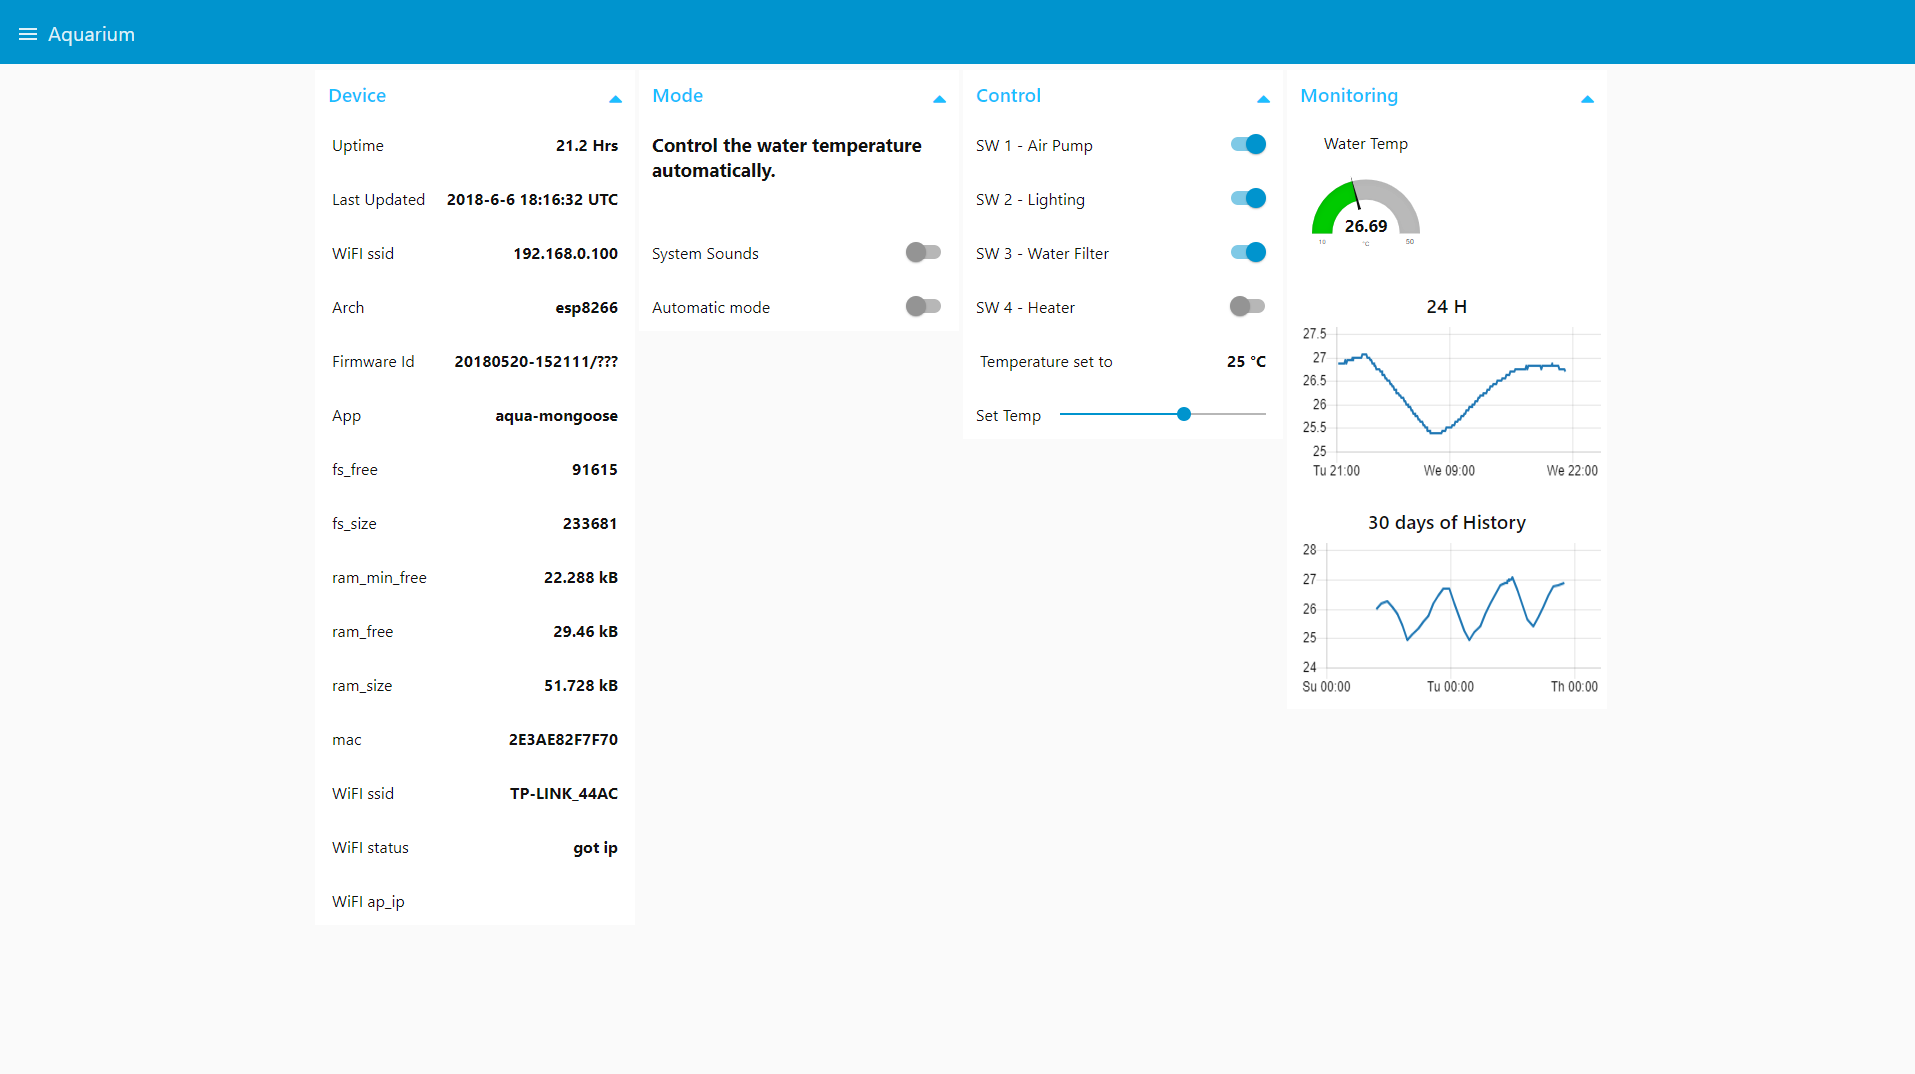 Aquarium
Device
Uptime 21.2 Hrs
Last Updated 2018-6-6 18:16:32 UTC
WiFI ssid 192.168.0.100
Arch esp8266
Firmware Id 20180520-152111/???
App aqua-mongoose
fs_free 91615
fs_size 233681
ram_min_free 22.288 kB
ram_free 29.46 kB
ram_size 51.728 kB
mac 2E3AE82F7F70
WiFI ssid TP-LINK_44AC
WiFI status got ip
WiFI ap_ip
Mode
Control the water temperature
automatically.
System Sounds
Automatic mode
Control
SW 1 - Air Pump
SW 2 - Lighting
SW 3 - Water Filter
SW 4 - Heater
Temperature set to 25 °C
Set Temp
Monitoring
Water Temp
26.69
10 °C 50
24 H
27.5
27
26.5
26
25.5
25
Tu 21:00 We 09:00 We 22:00
30 days of History
28
27
26
25
24
Su 00:00 Tu 00:00 Th 00:00